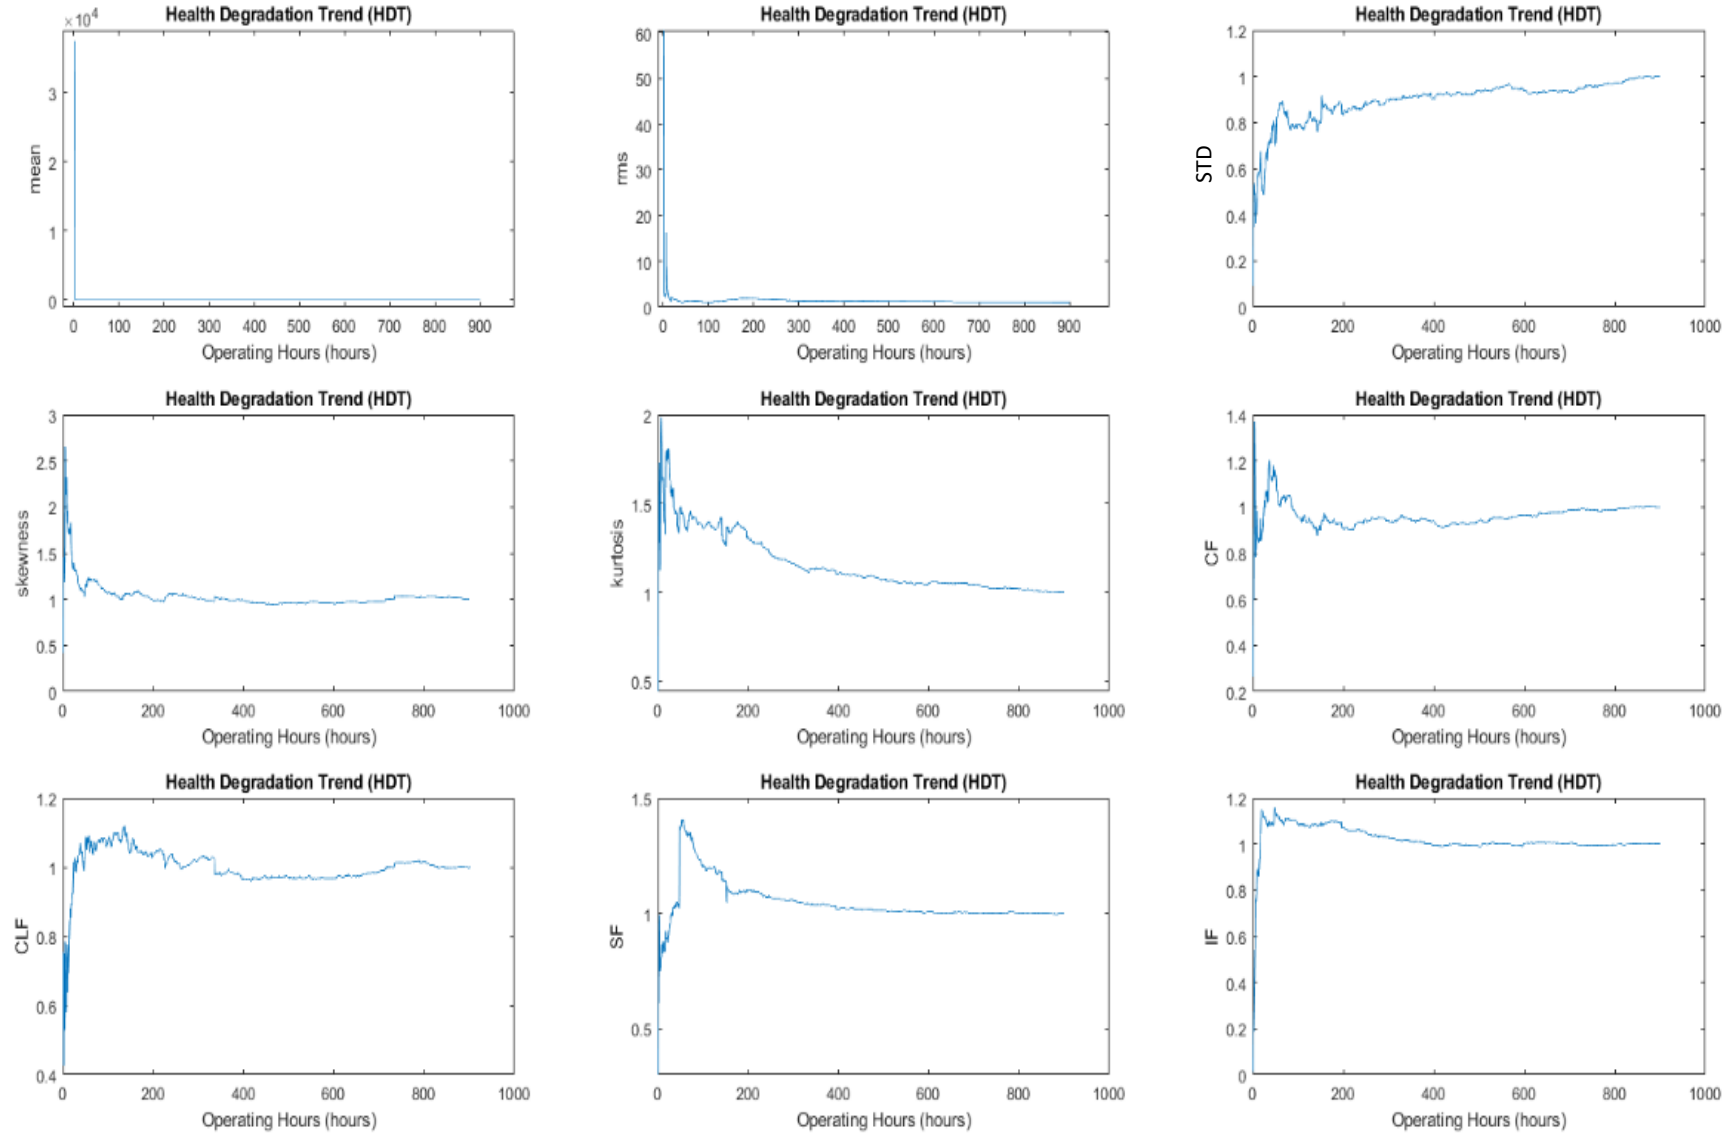 Health Degradation Trend (HDT)
×10⁴
3
2
1
0
mean
0 100 200 300 400 500 600 700 800 900
Operating Hours (hours)
Health Degradation Trend (HDT)
60
50
40
30
20
10
0
rms
0 100 200 300 400 500 600 700 800 900
Operating Hours (hours)
Health Degradation Trend (HDT)
1.2
1
0.8
0.6
0.4
0.2
0
STD
0 200 400 600 800 1000
Operating Hours (hours)
Health Degradation Trend (HDT)
3
2.5
2
1.5
1
0.5
0
skewness
0 200 400 600 800 1000
Operating Hours (hours)
Health Degradation Trend (HDT)
2
1.5
1
0.5
kurtosis
0 200 400 600 800 1000
Operating Hours (hours)
Health Degradation Trend (HDT)
1.4
1.2
1
0.8
0.6
0.4
0.2
CF
0 200 400 600 800 1000
Operating Hours (hours)
Health Degradation Trend (HDT)
1.2
1
0.8
0.6
0.4
CLF
0 200 400 600 800 1000
Operating Hours (hours)
Health Degradation Trend (HDT)
1.5
1
0.5
SF
0 200 400 600 800 1000
Operating Hours (hours)
Health Degradation Trend (HDT)
1.2
1
0.8
0.6
0.4
0.2
0
IF
0 200 400 600 800 1000
Operating Hours (hours)